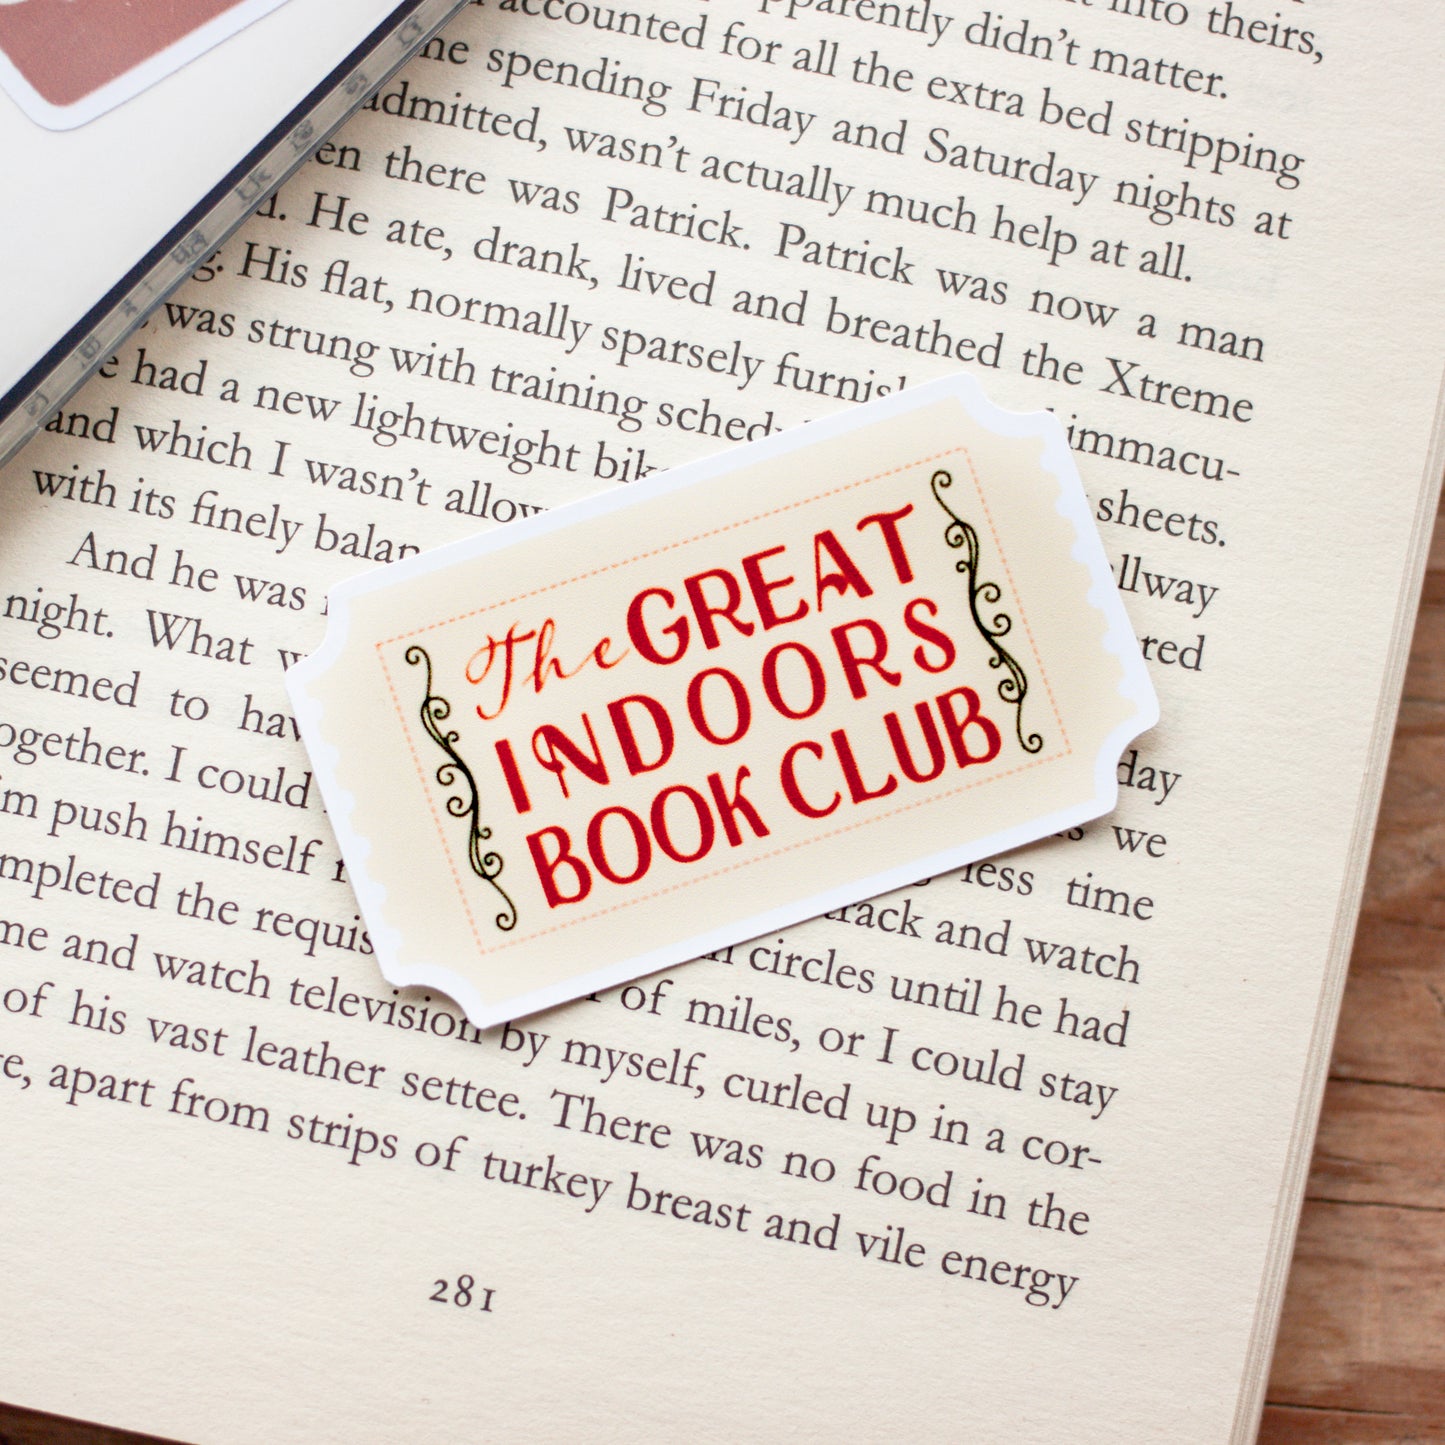 into theirs,
apparently didn't matter.
accounted for all the extra bed stripping
spending Friday and Saturday nights at
admitted, wasn't actually much help at all.
there was Patrick. Patrick was now a man
He ate, drank, lived and breathed the Xtreme
His flat, normally sparsely immacu-
was strung with training sheets.
had a new lightweight
and which I wasn't
with its finely
And he was
night. What
seemed to day
together. I could we
push himself less time
the track and watch
me and watch television circles until he had
of his vast leather settee. of miles, or I could stay
apart from strips of by myself, curled up in a cor-
There was no food in the
turkey breast and vile energy
281
The GREAT
INDOORS
BOOK CLUB